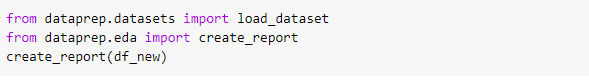 from dataprep.datasets import load_dataset
from dataprep.eda import create_report
create_report(df_new)